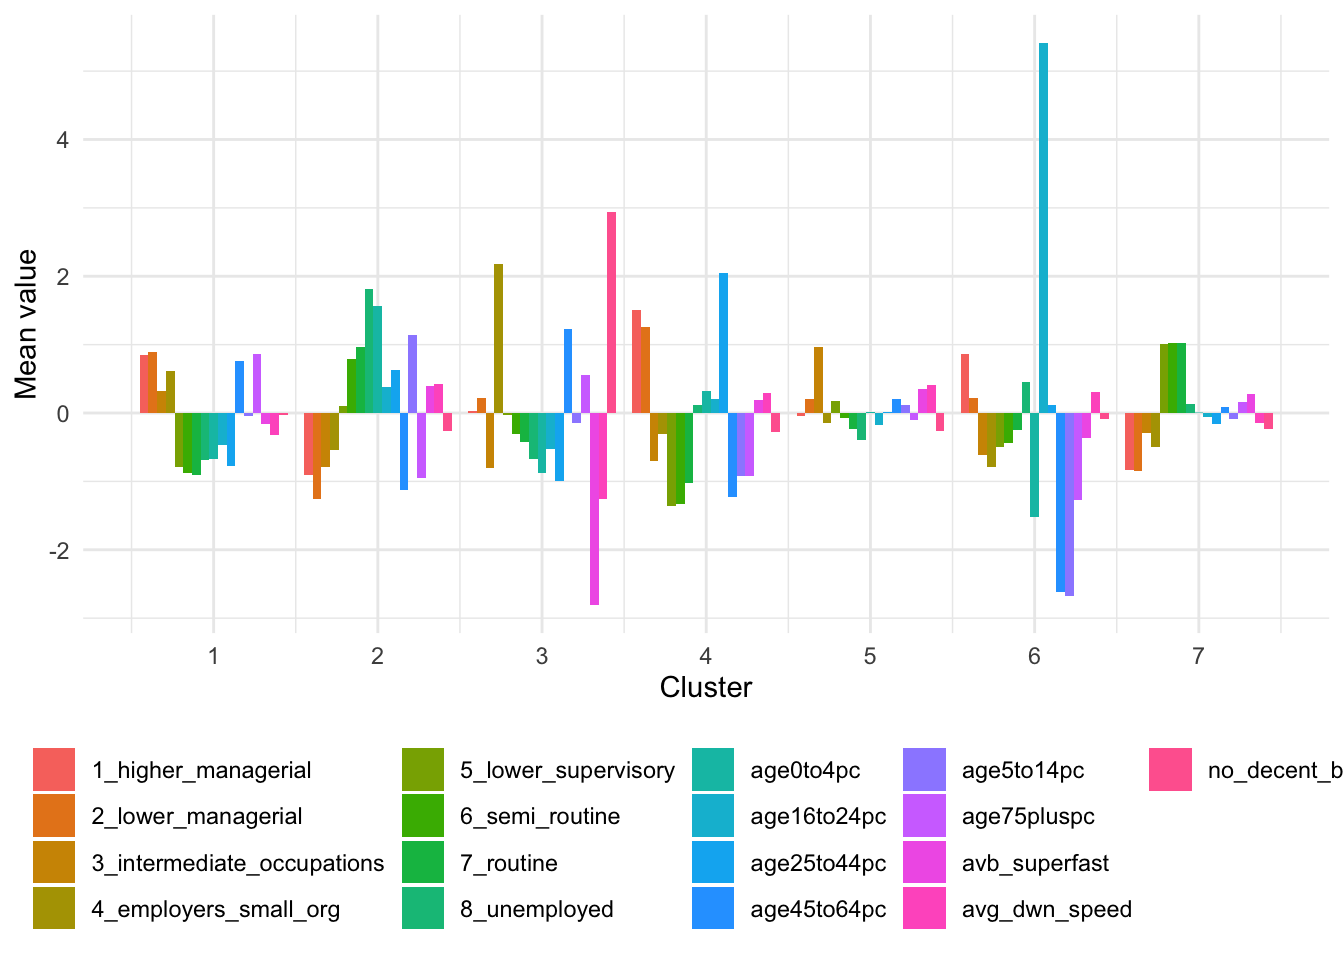 4
2
0
-2
Mean value
1 2 3 4 5 6 7
Cluster
1_higher_managerial 5_lower_supervisory age0to4pc age5to14pc no_decent_b
2_lower_managerial 6_semi_routine age16to24pc age75pluspc
3_intermediate_occupations 7_routine age25to44pc avb_superfast
4_employers_small_org 8_unemployed age45to64pc avg_dwn_speed